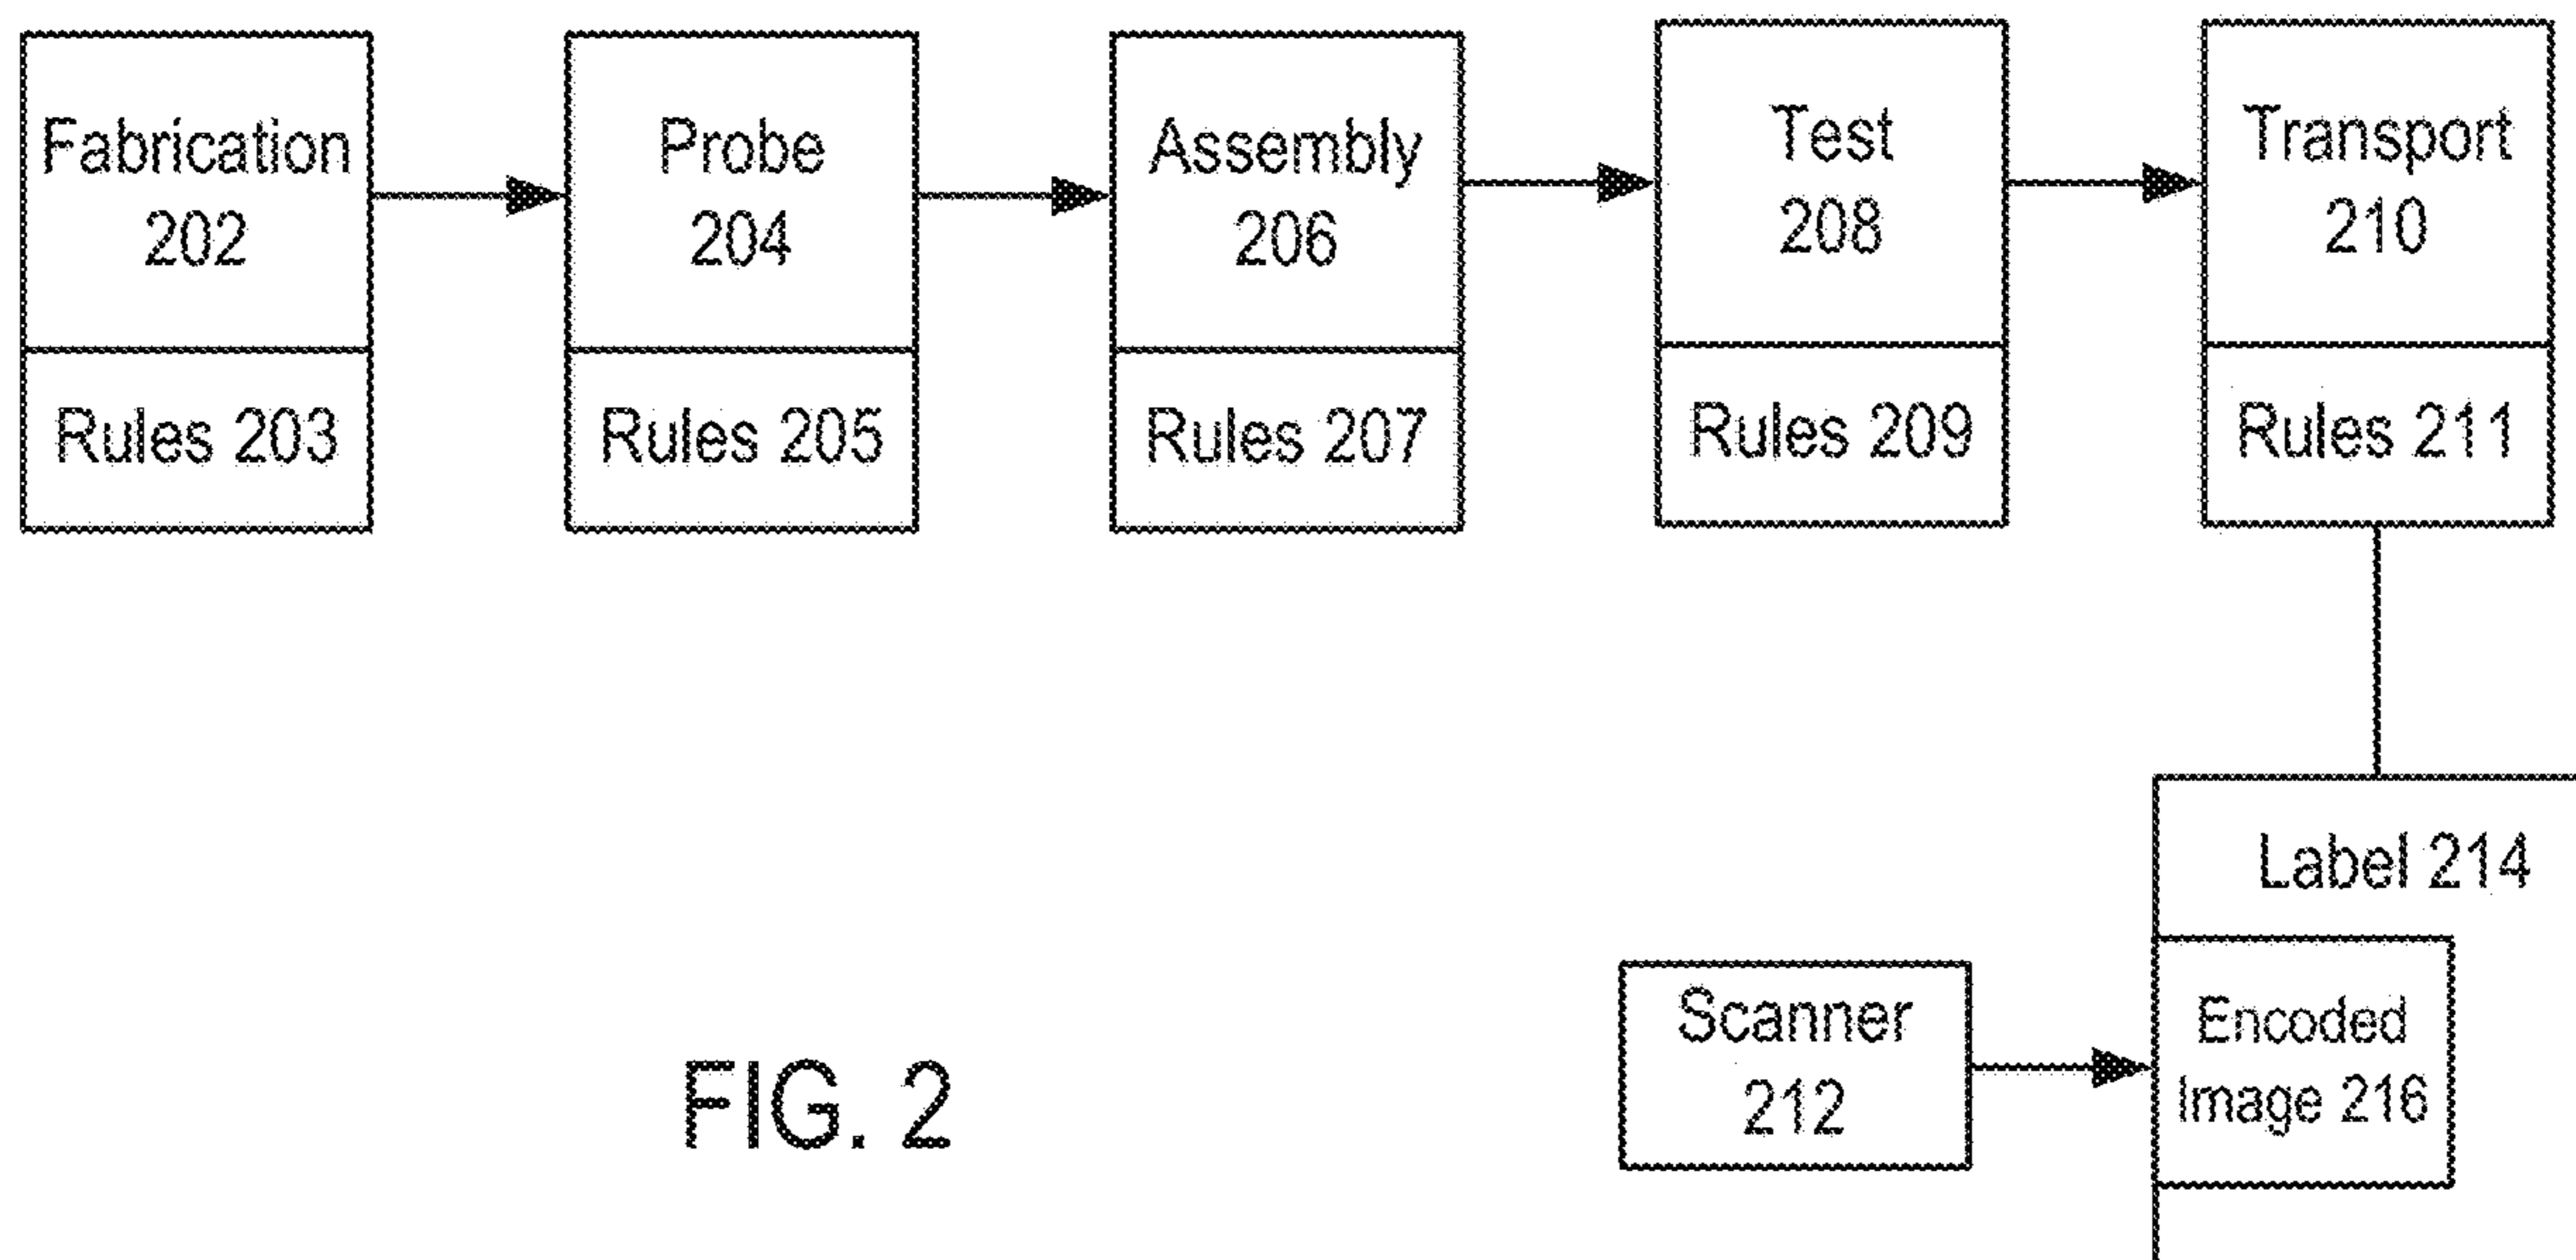 Fabrication
202
Rules 203
Probe
204
Rules 205
Assembly
206
Rules 207
Test
208
Rules 209
Transport
210
Rules 211
Label 214
Scanner
212
Encoded
Image 216
FIG. 2